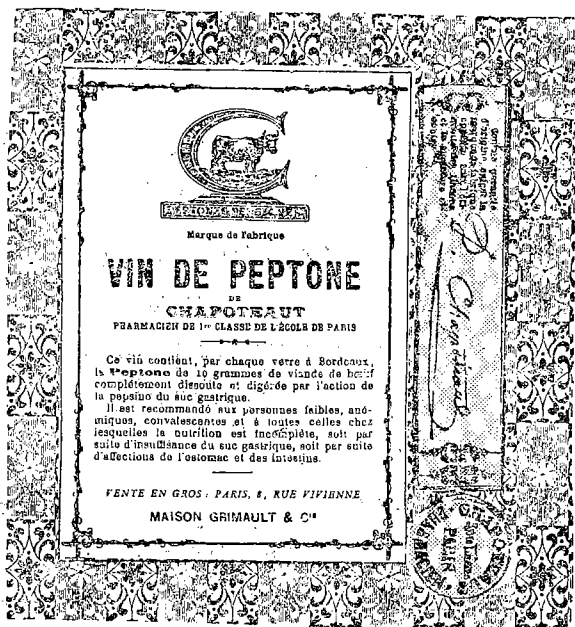 PEPTONES DE
Marque de Fabrique
VIN DE PEPTONE
DE
CHAPOTEAUT
PHARMACIEN DE 1re CLASSE DE L'ÉCOLE DE PARIS
Ce vin contient, par chaque verre à Bordeaux,
la Peptone de 10 grammes de viande de bœuf
complètement dissoute et digérée par l'action de
la pepsine du suc gastrique.
Il est recommandé aux personnes faibles, ané-
miques, convalescentes et à toutes celles chez
lesquelles la nutrition est incomplète, soit par
suite d'insuffisance du suc gastrique, soit par suite
d'affections de l'estomac et des intestins.
VENTE EN GROS : PARIS, 8, RUE VIVIENNE
MAISON GRIMAULT & Cie
P. Chapoteaut
PARIS